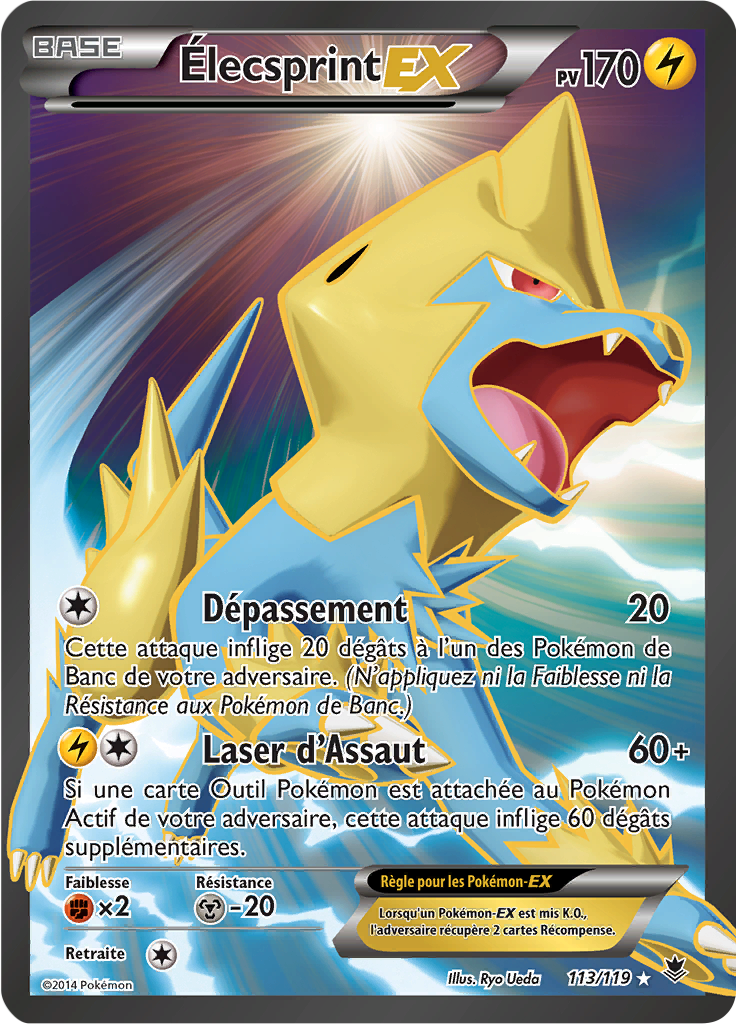 BASE
Élecsprint EX PV170
Dépassement 20
Cette attaque inflige 20 dégâts à l'un des Pokémon de
Banc de votre adversaire. (N'appliquez ni la Faiblesse ni la
Résistance aux Pokémon de Banc.)
Laser d'Assaut 60+
Si une carte Outil Pokémon est attachée au Pokémon
Actif de votre adversaire, cette attaque inflige 60 dégâts
supplémentaires.
Faiblesse Résistance
×2 -20
Retraite
Règle pour les Pokémon-EX
Lorsqu'un Pokémon-EX est mis K.O.,
l'adversaire récupère 2 cartes Récompense.
©2014 Pokémon
Illus. Ryo Ueda 113/119